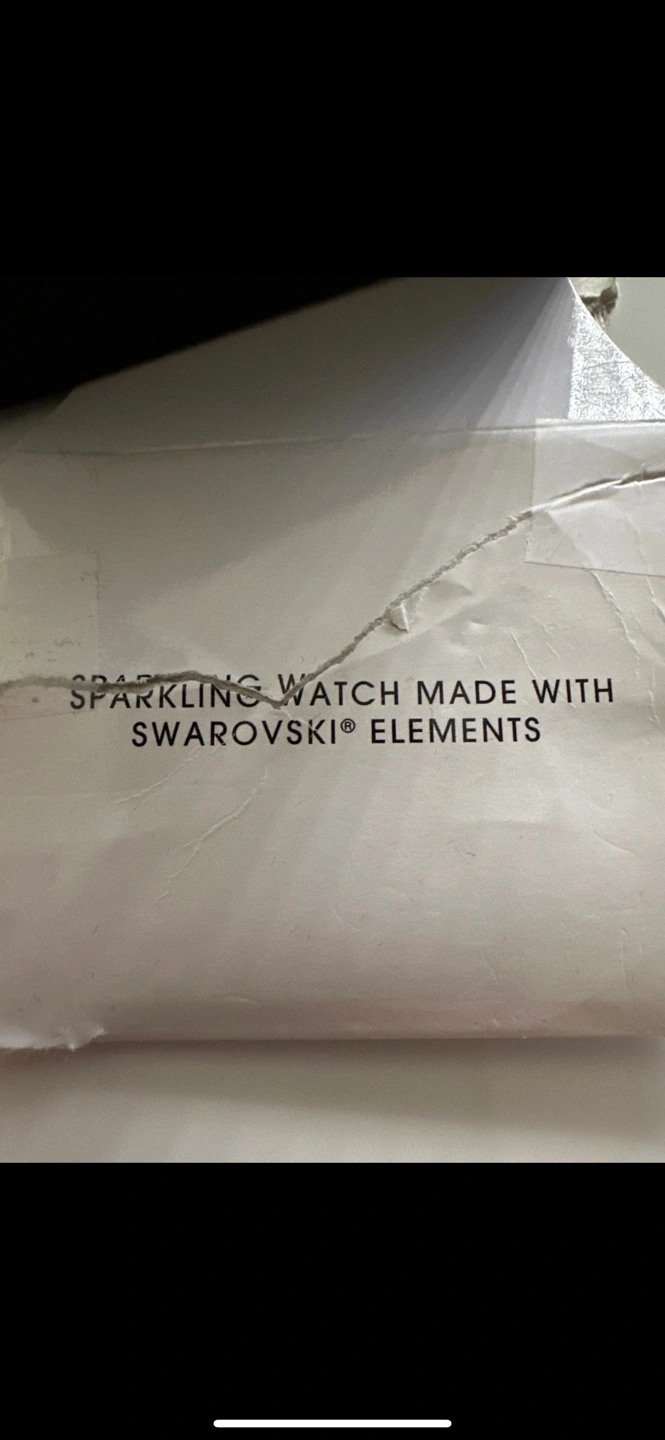 SPARKLING WATCH MADE WITH
SWAROVSKI® ELEMENTS